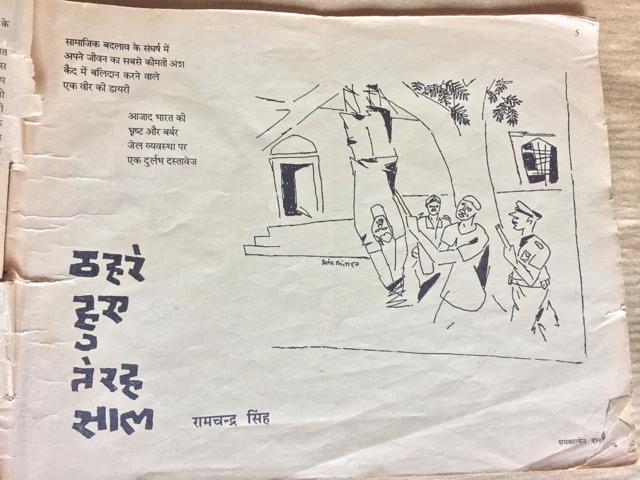 5
सामाजिक बदलाव के संघर्ष में
अपने जीवन का सबसे कीमती अंश
कैद में बलिदान करने वाले
एक वीर की डायरी
आजाद भारत की
भ्रष्ट और बर्बर
जेल व्यवस्था पर
एक दुर्लभ दस्तावेज
ठहरे
हुए
तेरह
साल
रामचन्द्र सिंह
समकालीन